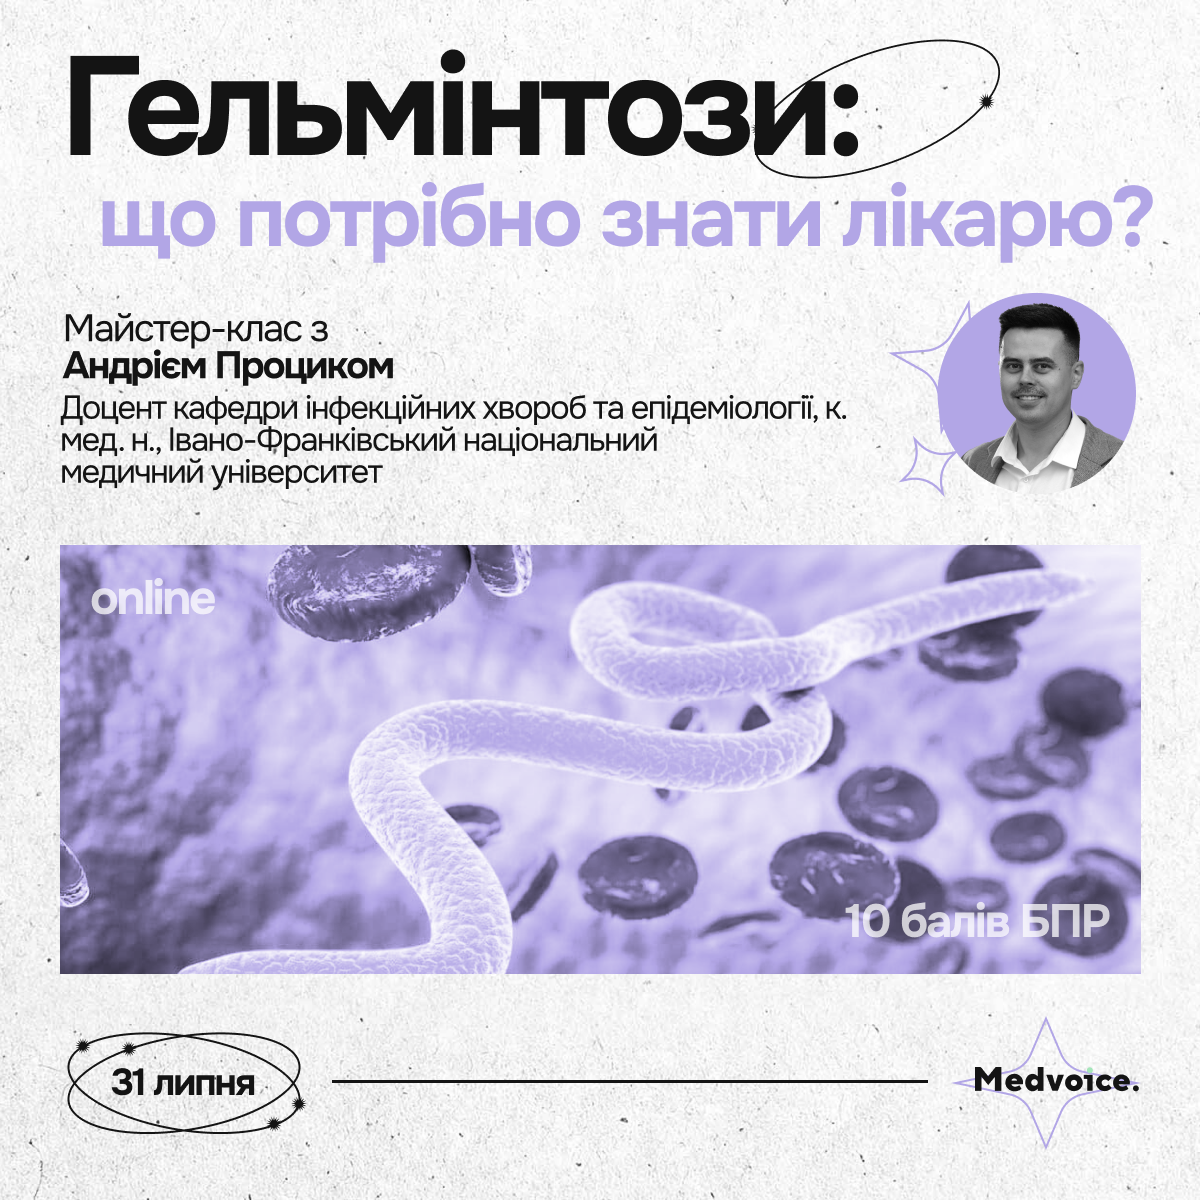 Гельмінтози:
що потрібно знати лікарю?
Майстер-клас з
Андрієм Проциком
Доцент кафедри інфекційних хвороб та епідеміології, к.
мед. н., Івано-Франківський національний
медичний університет
online
10 балів БПР
31 липня
Medvoice.